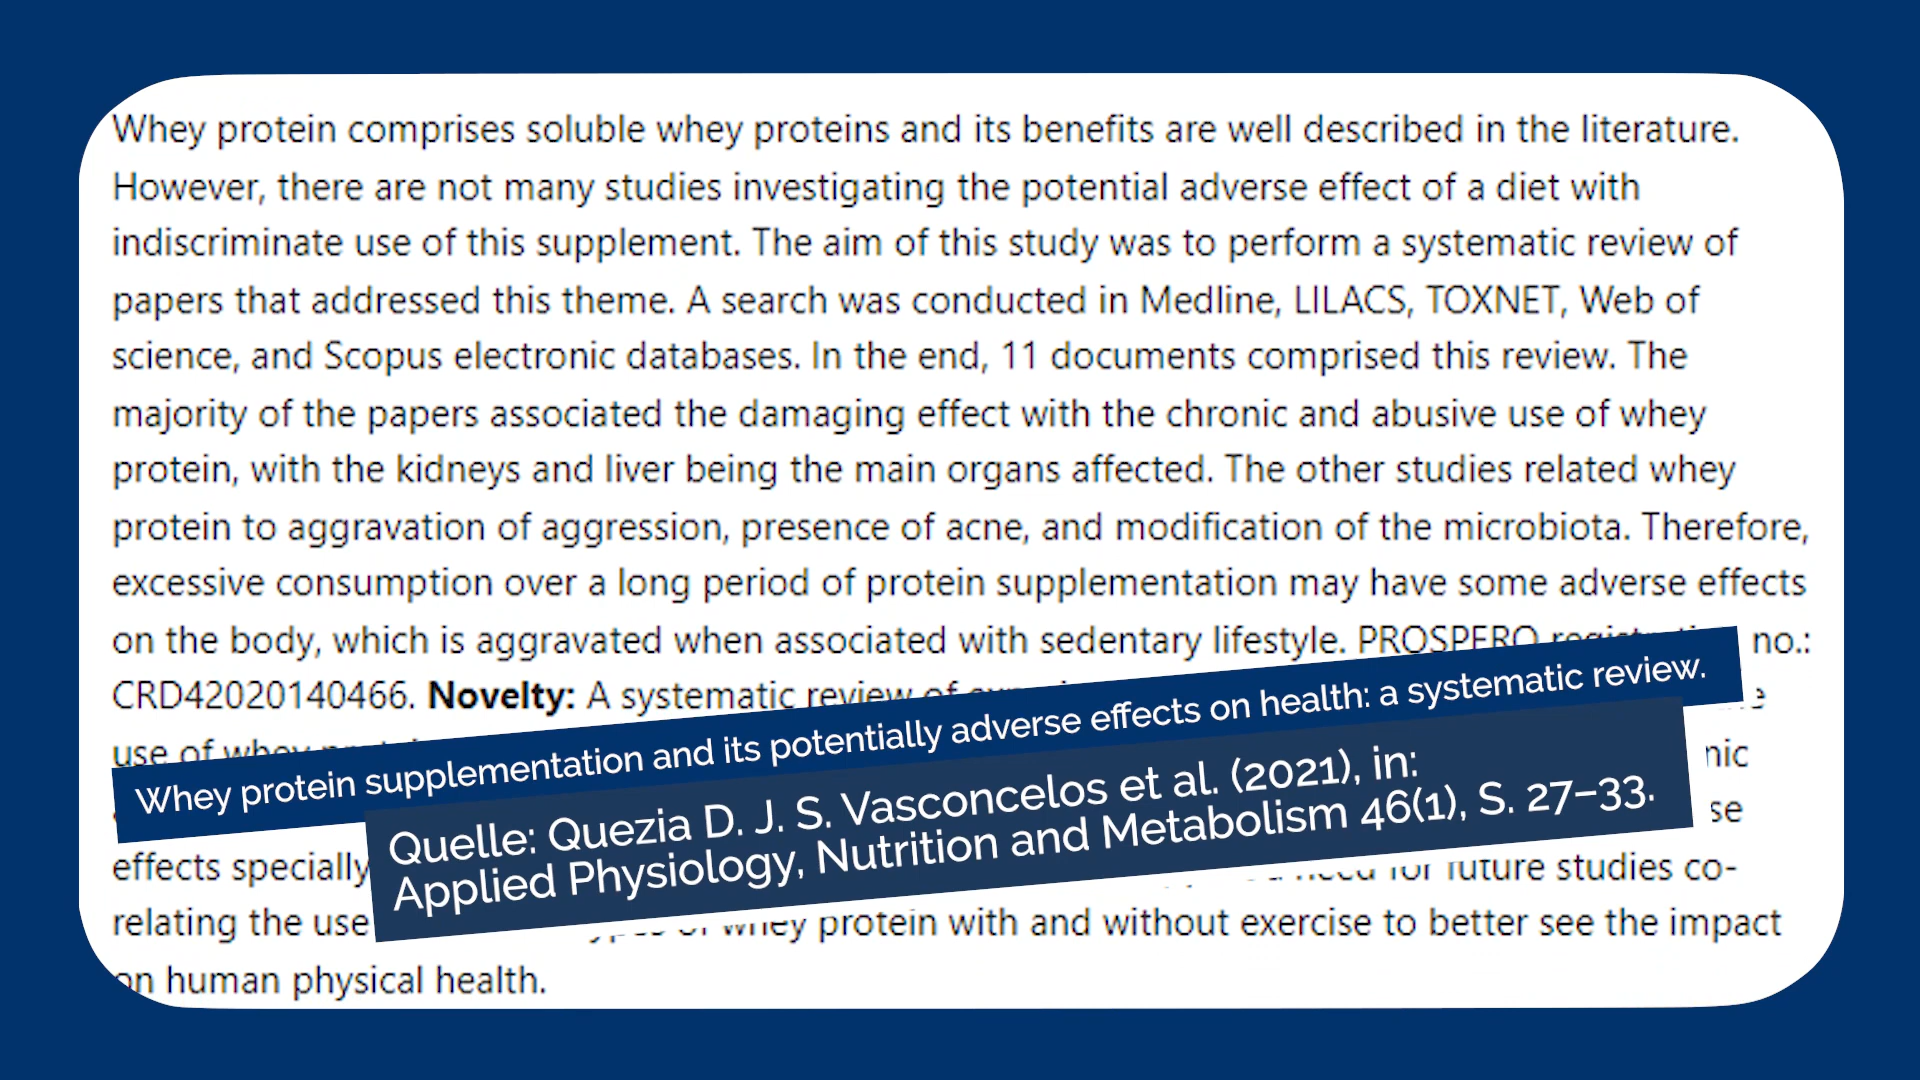 Whey protein comprises soluble whey proteins and its benefits are well described in the literature.
However, there are not many studies investigating the potential adverse effect of a diet with
indiscriminate use of this supplement. The aim of this study was to perform a systematic review of
papers that addressed this theme. A search was conducted in Medline, LILACS, TOXNET, Web of
science, and Scopus electronic databases. In the end, 11 documents comprised this review. The
majority of the papers associated the damaging effect with the chronic and abusive use of whey
protein, with the kidneys and liver being the main organs affected. The other studies related whey
protein to aggravation of aggression, presence of acne, and modification of the microbiota. Therefore,
excessive consumption over a long period of protein supplementation may have some adverse effects
on the body, which is aggravated when associated with sedentary lifestyle. PROSPERO registration no.:
CRD42020140466. Novelty: A systematic review of
use of whey
effects specially
future studies co-
relating the use whey protein with and without exercise to better see the impact
on human physical health.
Whey protein supplementation and its potentially adverse effects on health: a systematic review.
Quelle: Quezia D. J. S. Vasconcelos et al. (2021), in:
Applied Physiology, Nutrition and Metabolism 46(1), S. 27–33.